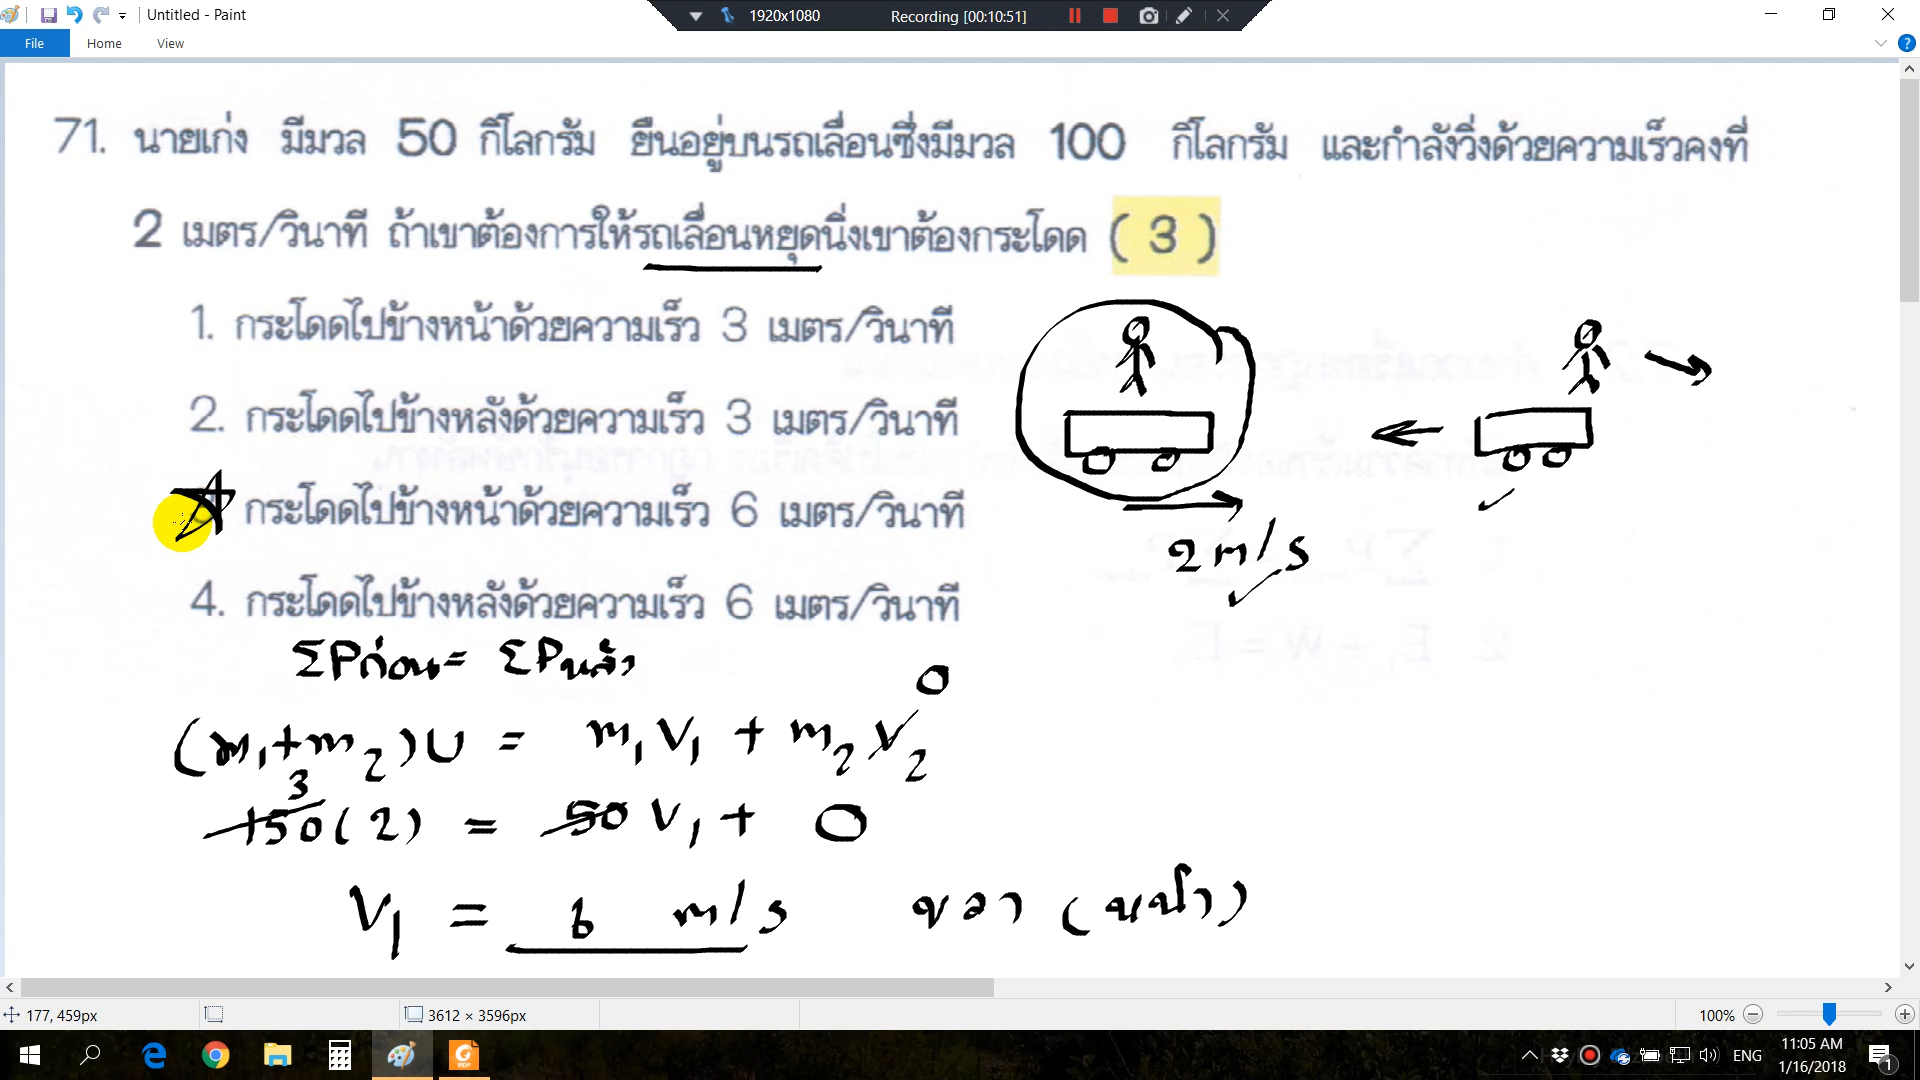 Untitled - Paint
1920x1080
Recording [00:10:51]
File
Home
View
71. นายเก่ง มีมวล 50 กิโลกรัม ยืนอยู่บนรถเลื่อนซึ่งมีมวล 100 กิโลกรัม และกำลังวิ่งด้วยความเร็วคงที่
2 เมตร/วินาที ถ้าเขาต้องการให้รถเลื่อนหยุดนิ่งเขาต้องกระโดด ( 3 )
1. กระโดดไปข้างหน้าด้วยความเร็ว 3 เมตร/วินาที
2. กระโดดไปข้างหลังด้วยความเร็ว 3 เมตร/วินาที
กระโดดไปข้างหน้าด้วยความเร็ว 6 เมตร/วินาที
4. กระโดดไปข้างหลังด้วยความเร็ว 6 เมตร/วินาที
2 m/s
ΣPก่อน = ΣPหลัง
0
(m₁+m₂)U = m₁V₁ + m₂V₂
3
150(2) = 50 V₁ + 0
V₁ = 6 m/s ขวา (หน้า)
177, 459px
3612 × 3596px
100%
ENG
11:05 AM
1/16/2018
1